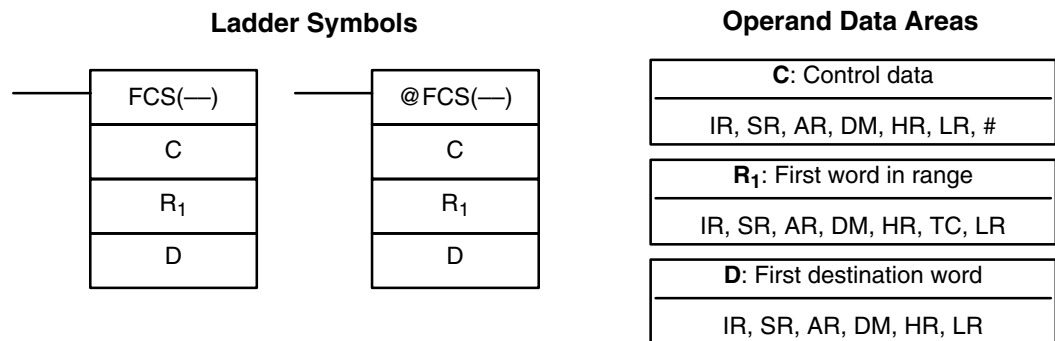 Ladder Symbols
FCS(––)
C
R1
D
@FCS(––)
C
R1
D
Operand Data Areas
C: Control data
IR, SR, AR, DM, HR, LR, #
R1: First word in range
IR, SR, AR, DM, HR, TC, LR
D: First destination word
IR, SR, AR, DM, HR, LR